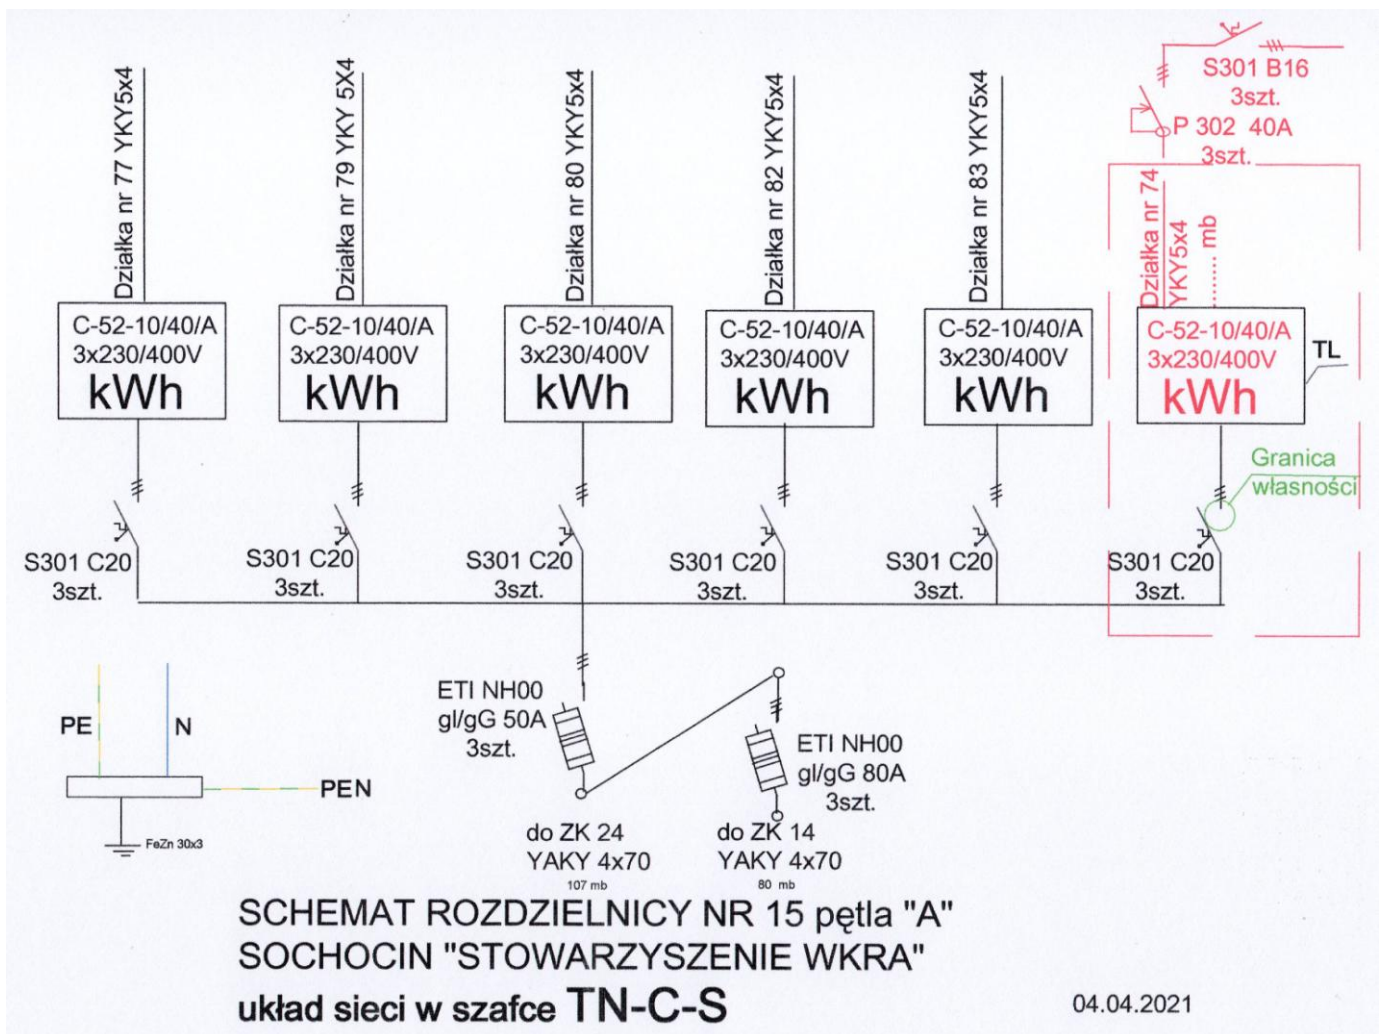 S301 B16
3szt.
P 302 40A
3szt.
Działka nr 77 YKY5x4
Działka nr 79 YKY 5X4
Działka nr 80 YKY5x4
Działka nr 82 YKY5x4
Działka nr 83 YKY5x4
Działka nr 74
YKY5x4
....... mb
C-52-10/40/A
3x230/400V
kWh
C-52-10/40/A
3x230/400V
kWh
C-52-10/40/A
3x230/400V
kWh
C-52-10/40/A
3x230/400V
kWh
C-52-10/40/A
3x230/400V
kWh
C-52-10/40/A
3x230/400V
kWh
TL
Granica
własności
S301 C20
3szt.
S301 C20
3szt.
S301 C20
3szt.
S301 C20
3szt.
S301 C20
3szt.
S301 C20
3szt.
PE
N
PEN
FeZn 30x3
ETI NH00
gl/gG 50A
3szt.
ETI NH00
gl/gG 80A
3szt.
do ZK 24
YAKY 4x70
107 mb
do ZK 14
YAKY 4x70
80 mb
SCHEMAT ROZDZIELNICY NR 15 pętla "A"
SOCHOCIN "STOWARZYSZENIE WKRA"
układ sieci w szafce TN-C-S
04.04.2021